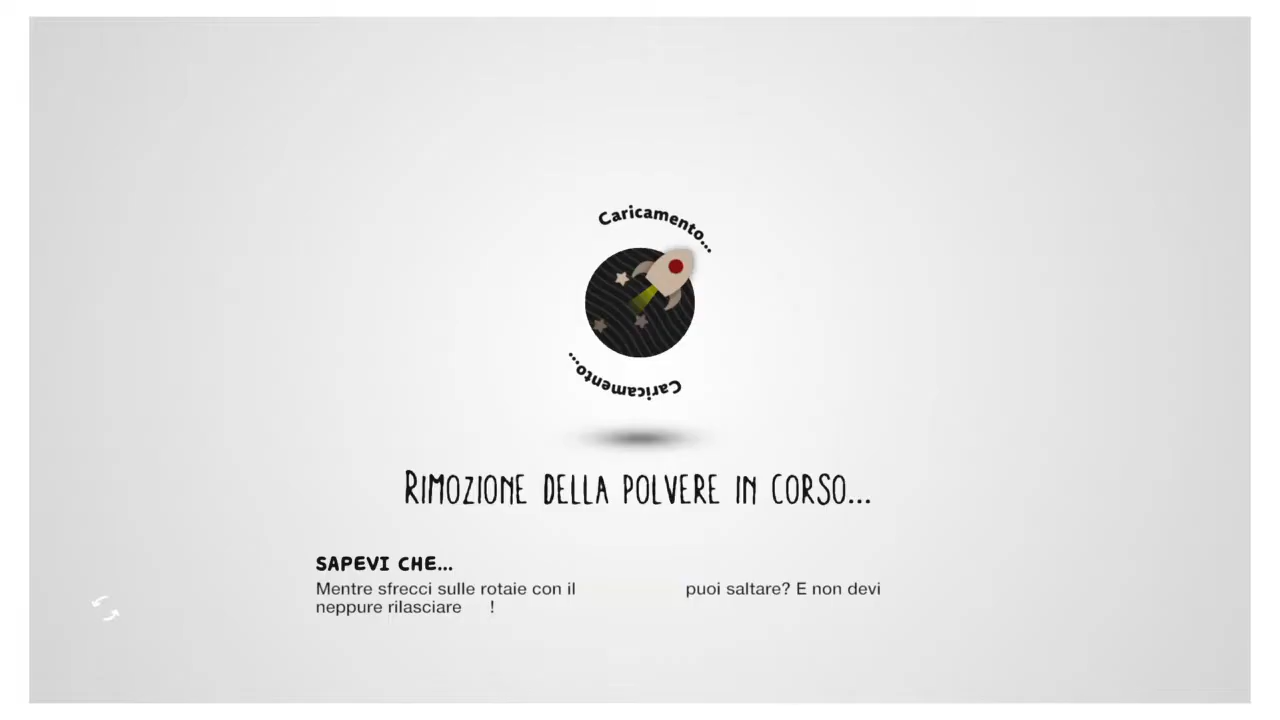 Caricamento...
Caricamento...
RIMOZIONE DELLA POLVERE IN CORSO...
SAPEVI CHE...
Mentre sfrecci sulle rotaie con il puoi saltare? E non devi
neppure rilasciare !